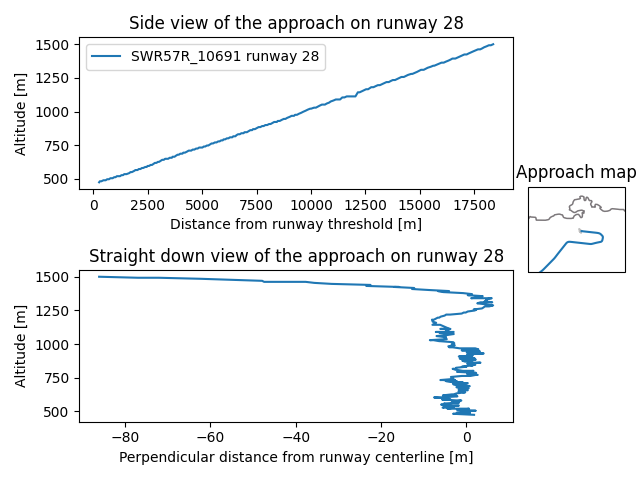 Side view of the approach on runway 28
1500
1250
1000
750
500
Altitude [m]
SWR57R_10691 runway 28
0 2500 5000 7500 10000 12500 15000 17500
Distance from runway threshold [m]
Approach map
Straight down view of the approach on runway 28
1500
1250
1000
750
500
Altitude [m]
−80 −60 −40 −20 0
Perpendicular distance from runway centerline [m]